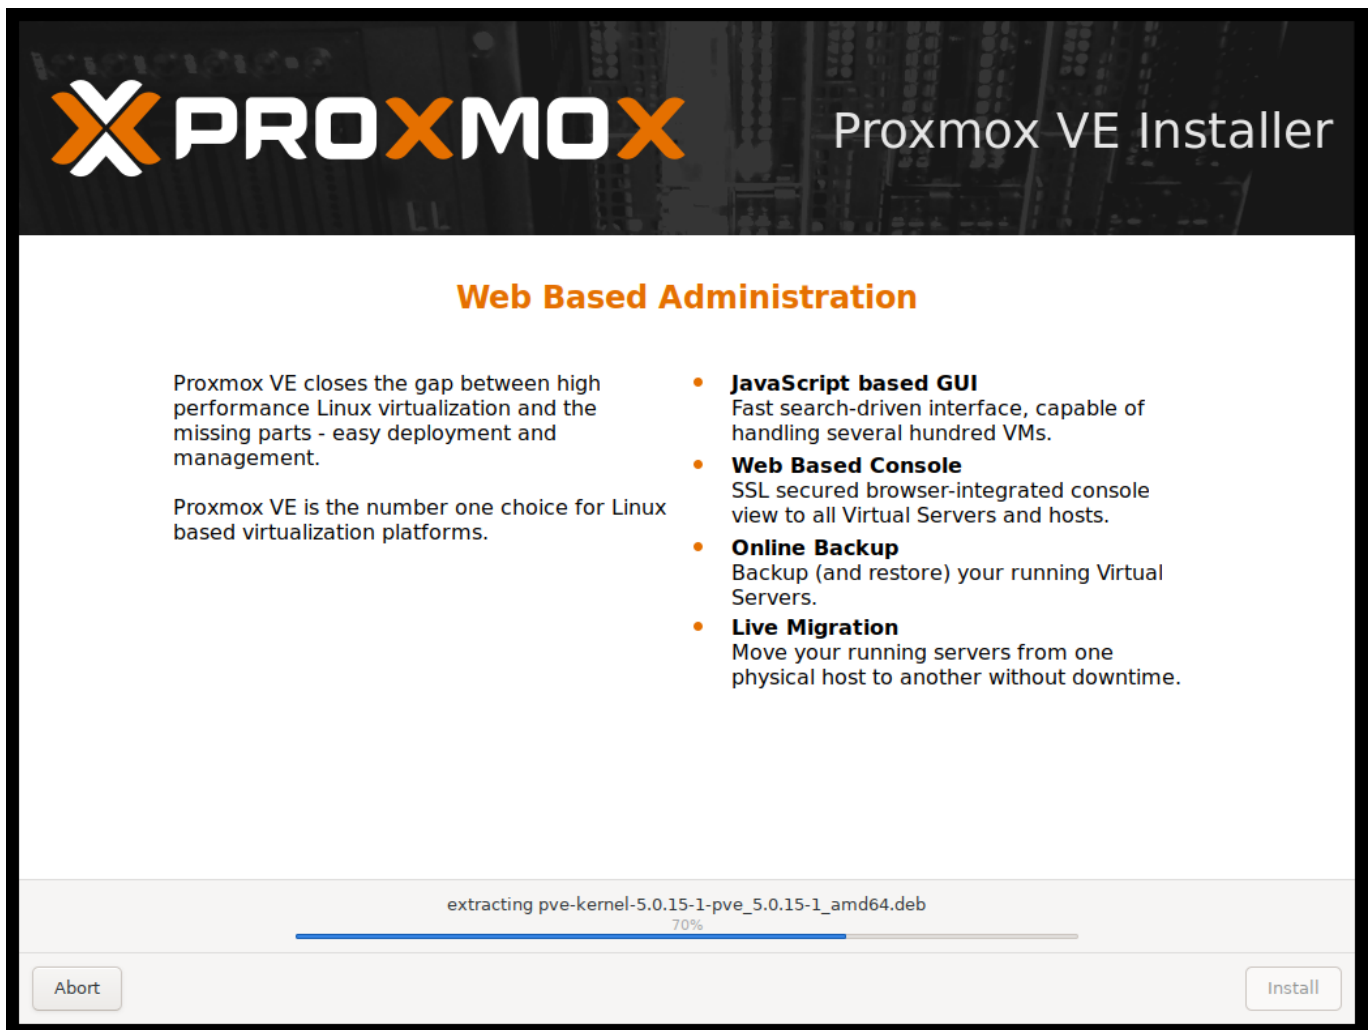 PROXMOX
Proxmox VE Installer
Web Based Administration
Proxmox VE closes the gap between high
performance Linux virtualization and the
missing parts - easy deployment and
management.
Proxmox VE is the number one choice for Linux
based virtualization platforms.
JavaScript based GUI
Fast search-driven interface, capable of
handling several hundred VMs.
Web Based Console
SSL secured browser-integrated console
view to all Virtual Servers and hosts.
Online Backup
Backup (and restore) your running Virtual
Servers.
Live Migration
Move your running servers from one
physical host to another without downtime.
extracting pve-kernel-5.0.15-1-pve_5.0.15-1_amd64.deb
70%
Abort
Install